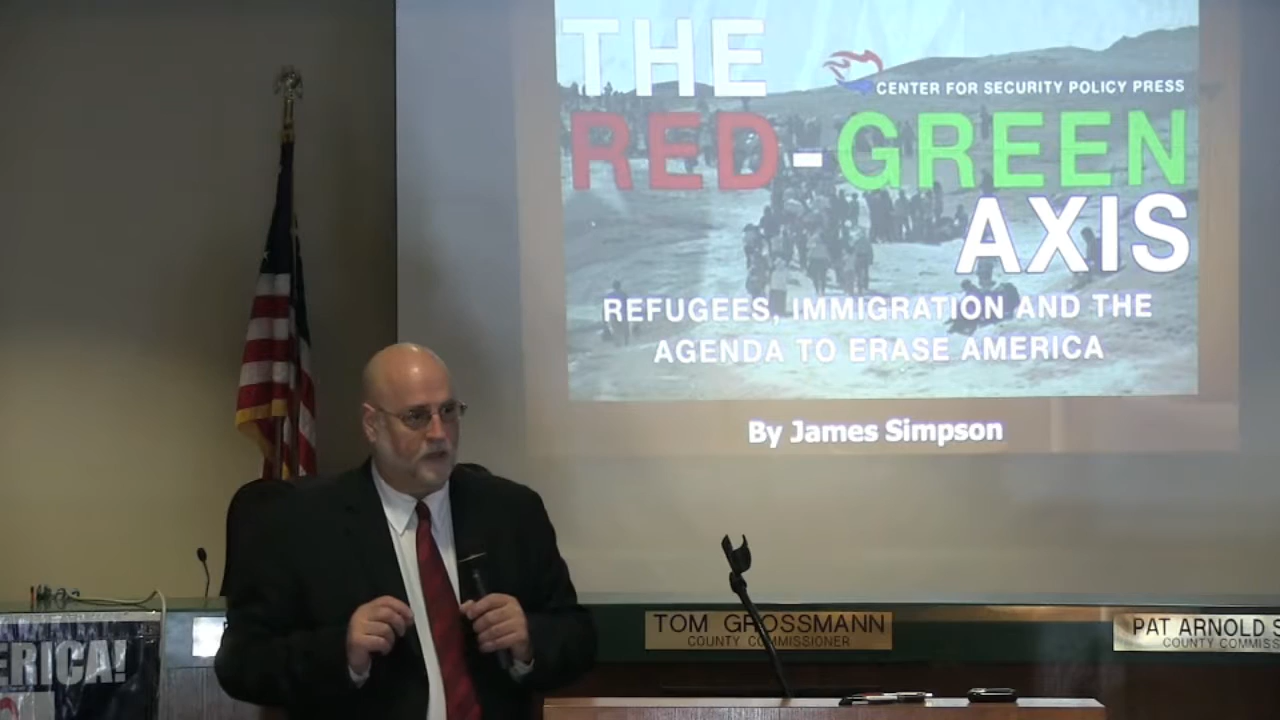 THE
CENTER FOR SECURITY POLICY PRESS
RED-GREEN
AXIS
REFUGEES, IMMIGRATION AND THE
AGENDA TO ERASE AMERICA
By James Simpson
TOM GROSSMANN
COUNTY COMMISSIONER
PAT ARNOLD S
COUNTY COMMISS
ERICA!